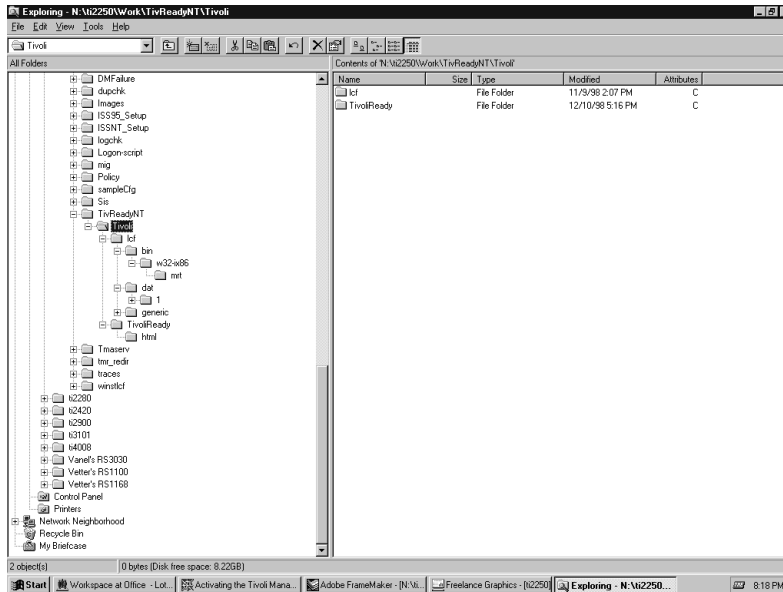 Exploring - N:\ti2250\Work\TivReadyNT\Tivoli
File Edit View Tools Help
Tivoli
All Folders
Contents of 'N:\ti2250\Work\TivReadyNT\Tivoli'
Name Size Type Modified Attributes
lcf File Folder 11/9/98 2:07 PM C
TivoliReady File Folder 12/10/98 5:16 PM C
DMFailure
dupchk
Images
ISS95_Setup
ISSNT_Setup
logchk
Logon-script
mig
Policy
sampleCfg
Sis
TivReadyNT
Tivoli
lcf
bin
w32-ix86
mrt
dat
1
generic
TivoliReady
html
Tmaserv
tmr_redir
traces
winstlcf
ti2280
ti2420
ti2900
ti3101
ti4008
Vanel's RS3030
Vetter's RS1100
Vetter's RS1168
Control Panel
Printers
Network Neighborhood
Recycle Bin
My Briefcase
2 object(s) 0 bytes (Disk free space: 8.22GB)
Start Workspace at Office - Lot... Activating the Tivoli Mana... Adobe FrameMaker - [N:\ti... Freelance Graphics - [ti2250] Exploring - N:\ti2250... 8:18 PM